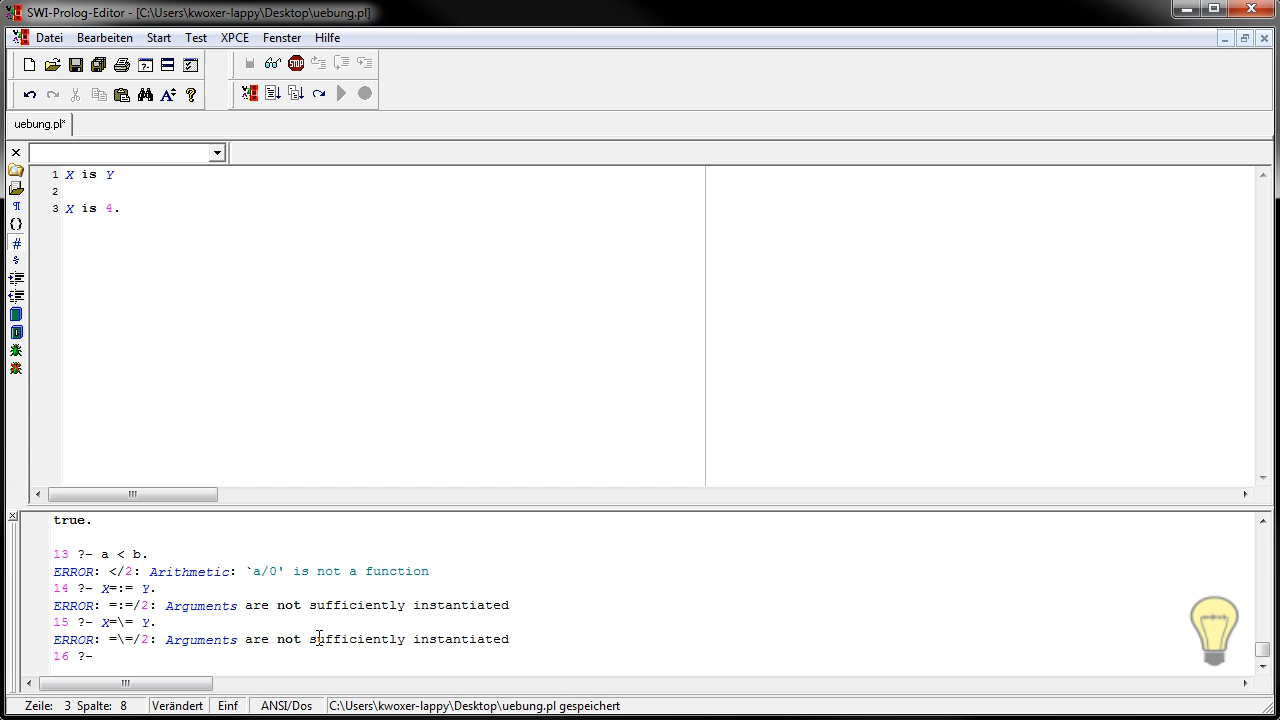 SWI-Prolog-Editor - [C:\Users\kwoxer-lappy\Desktop\uebung.pl]
Datei Bearbeiten Start Test XPCE Fenster Hilfe
uebung.pl*
1 X is Y
2
3 X is 4.
true.
13 ?- a < b.
ERROR: </2: Arithmetic: `a/0' is not a function
14 ?- X=:= Y.
ERROR: =:=/2: Arguments are not sufficiently instantiated
15 ?- X=\= Y.
ERROR: =\=/2: Arguments are not sufficiently instantiated
16 ?-
Zeile: 3 Spalte: 8 Verändert Einf ANSI/Dos C:\Users\kwoxer-lappy\Desktop\uebung.pl gespeichert